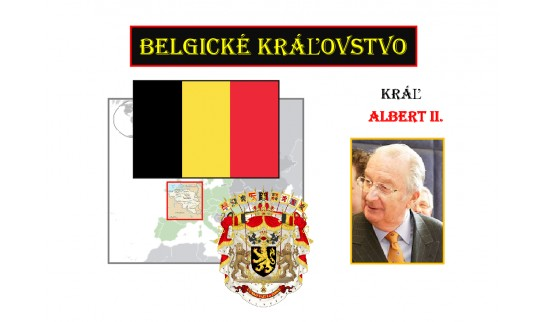 BELGICKÉ KRÁĽOVSTVO
KRÁĽ
ALBERT II.